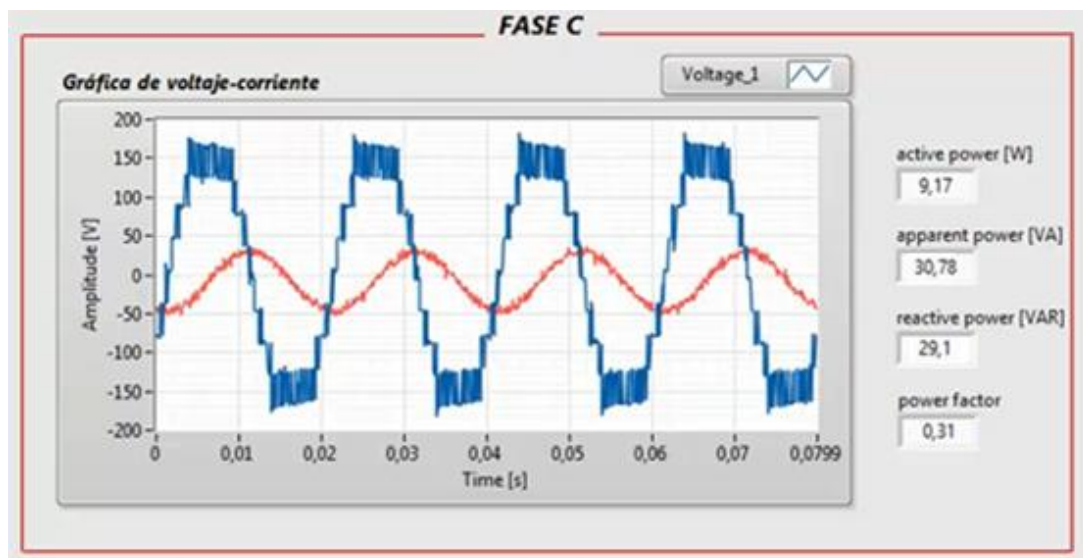 FASE C
Gráfica de voltaje-corriente
Voltage_1
200
150
100
50
0
-50
-100
-150
-200
Amplitude [V]
0 0,01 0,02 0,03 0,04 0,05 0,06 0,07 0,0799
Time [s]
active power [W]
9,17
apparent power [VA]
30,78
reactive power [VAR]
29,1
power factor
0,31